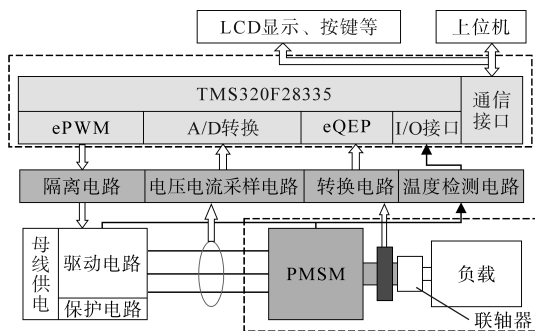 LCD显示、按键等
上位机
TMS320F28335
通信
接口
ePWM
A/D转换
eQEP
I/O接口
隔离电路
电压电流采样电路
转换电路
温度检测电路
母线供电
驱动电路
保护电路
PMSM
负载
联轴器